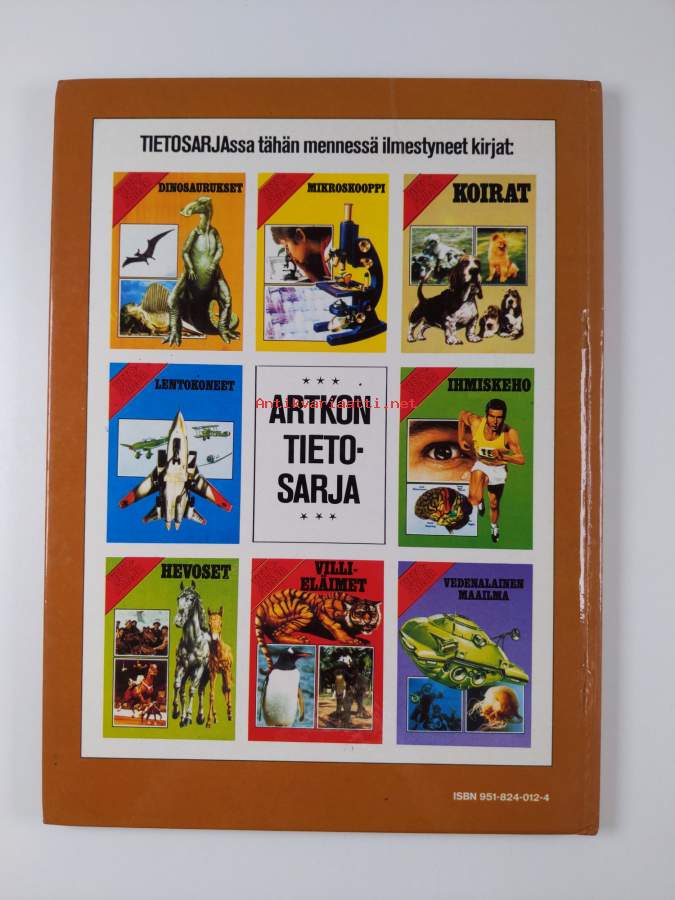 TIETOSARJAssa tähän mennessä ilmestyneet kirjat:
DINOSAURUKSET
MIKROSKOOPPI
KOIRAT
LENTOKONEET
ARTKON
TIETO-
SARJA
Antikvariaatti.net
IHMISKEHO
HEVOSET
VILLI-
ELÄIMET
VEDENALAINEN
MAAILMA
ISBN 951-824-012-4